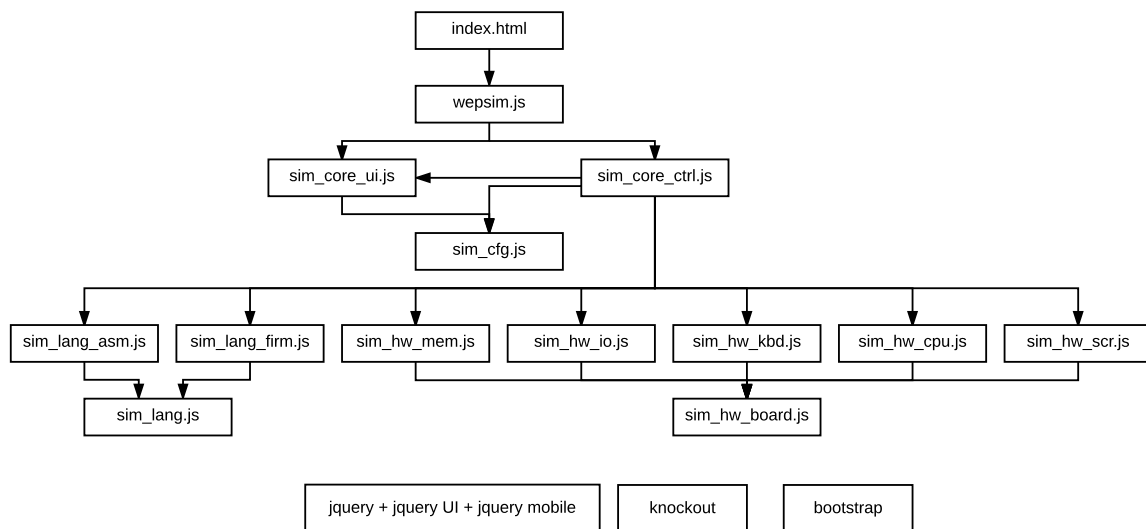 index.html
wepsim.js
sim_core_ui.js
sim_core_ctrl.js
sim_cfg.js
sim_lang_asm.js
sim_lang_firm.js
sim_hw_mem.js
sim_hw_io.js
sim_hw_kbd.js
sim_hw_cpu.js
sim_hw_scr.js
sim_lang.js
sim_hw_board.js
jquery + jquery UI + jquery mobile
knockout
bootstrap